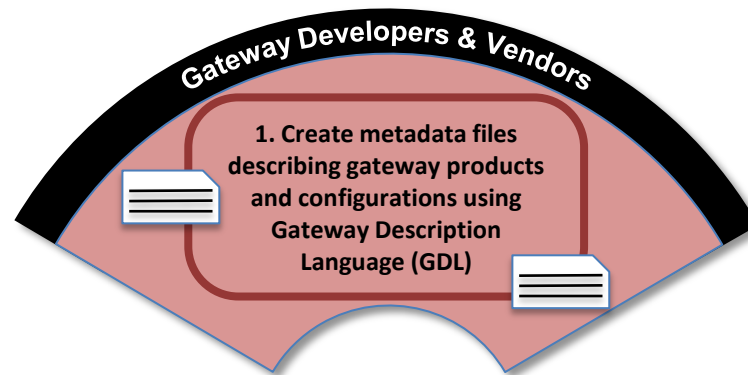 Gateway Developers & Vendors
1. Create metadata files
describing gateway products
and configurations using
Gateway Description
Language (GDL)